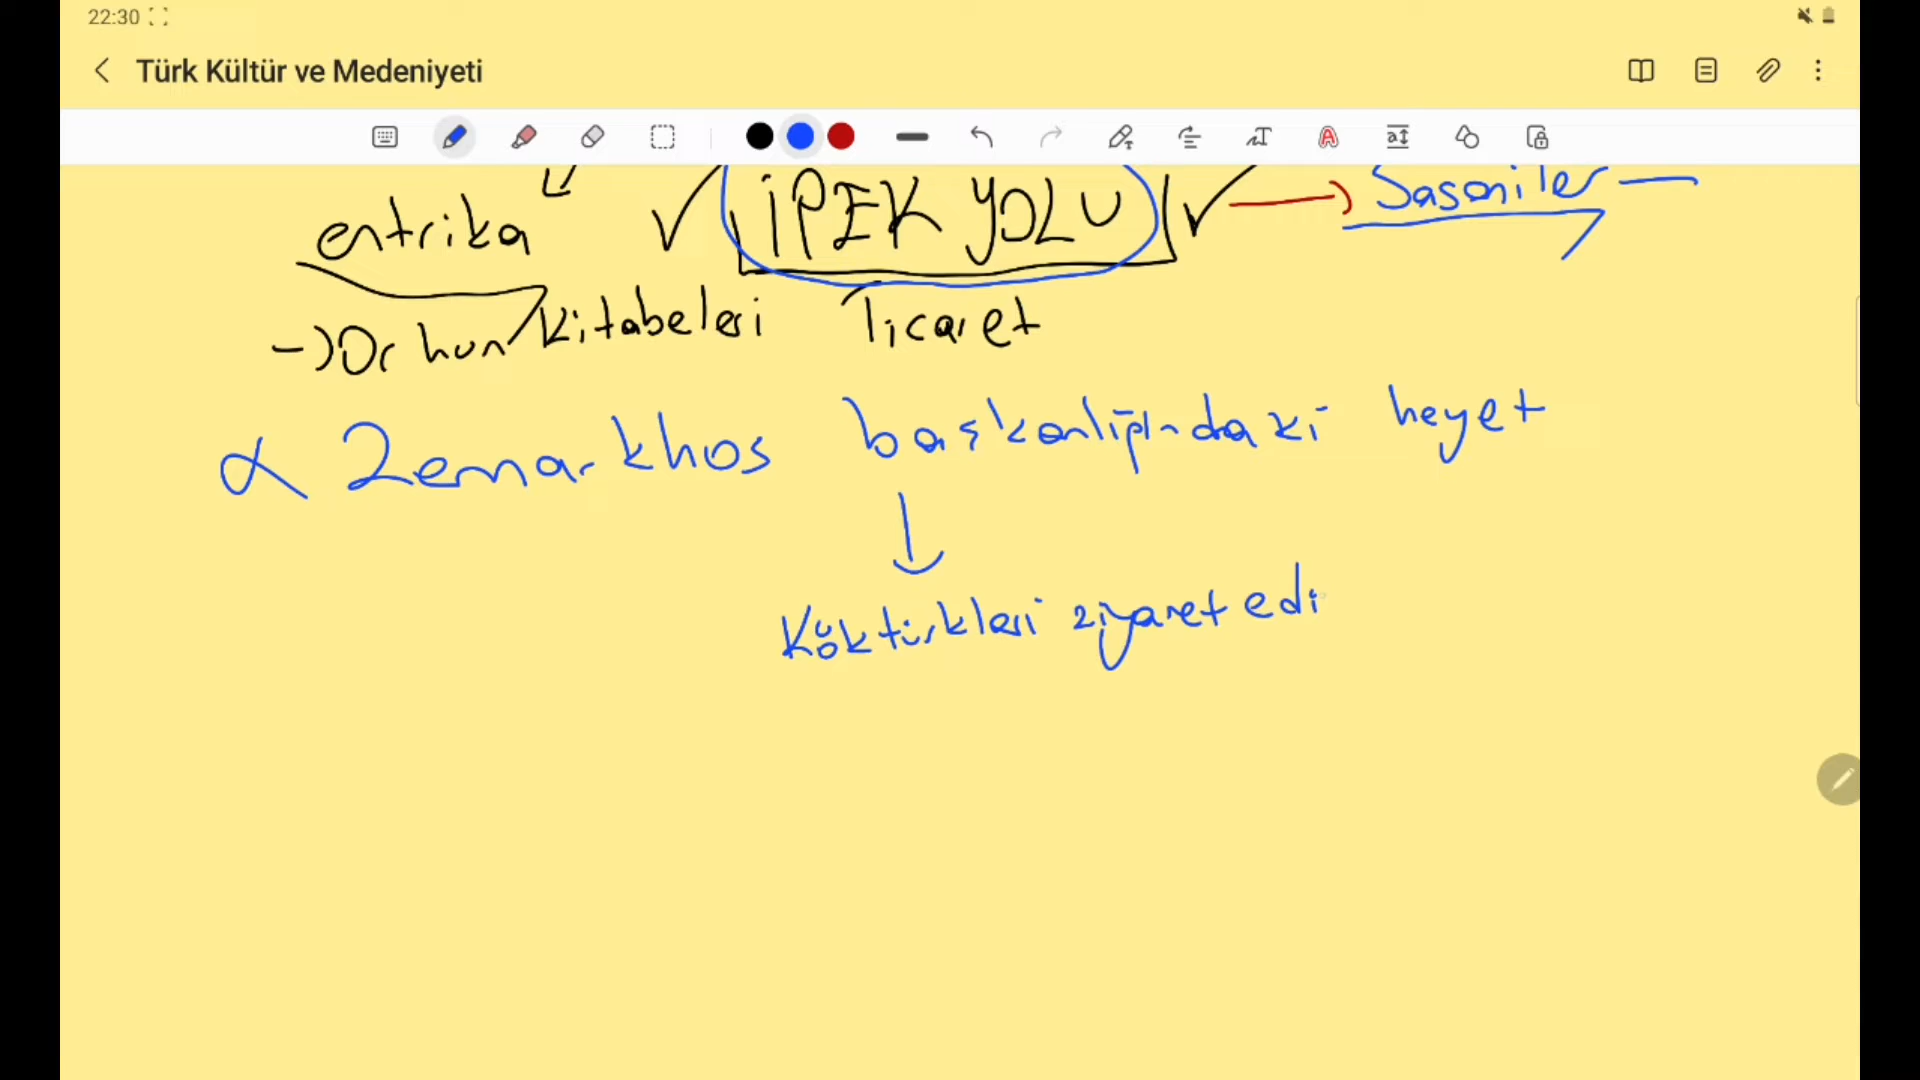 22:30
Türk Kültür ve Medeniyeti
entrika İPEK YOLU Sasaniler
Orhun Kitabeleri Ticaret
Zemarkhos başkanlığındaki heyet
Köktürkleri ziyaret edi